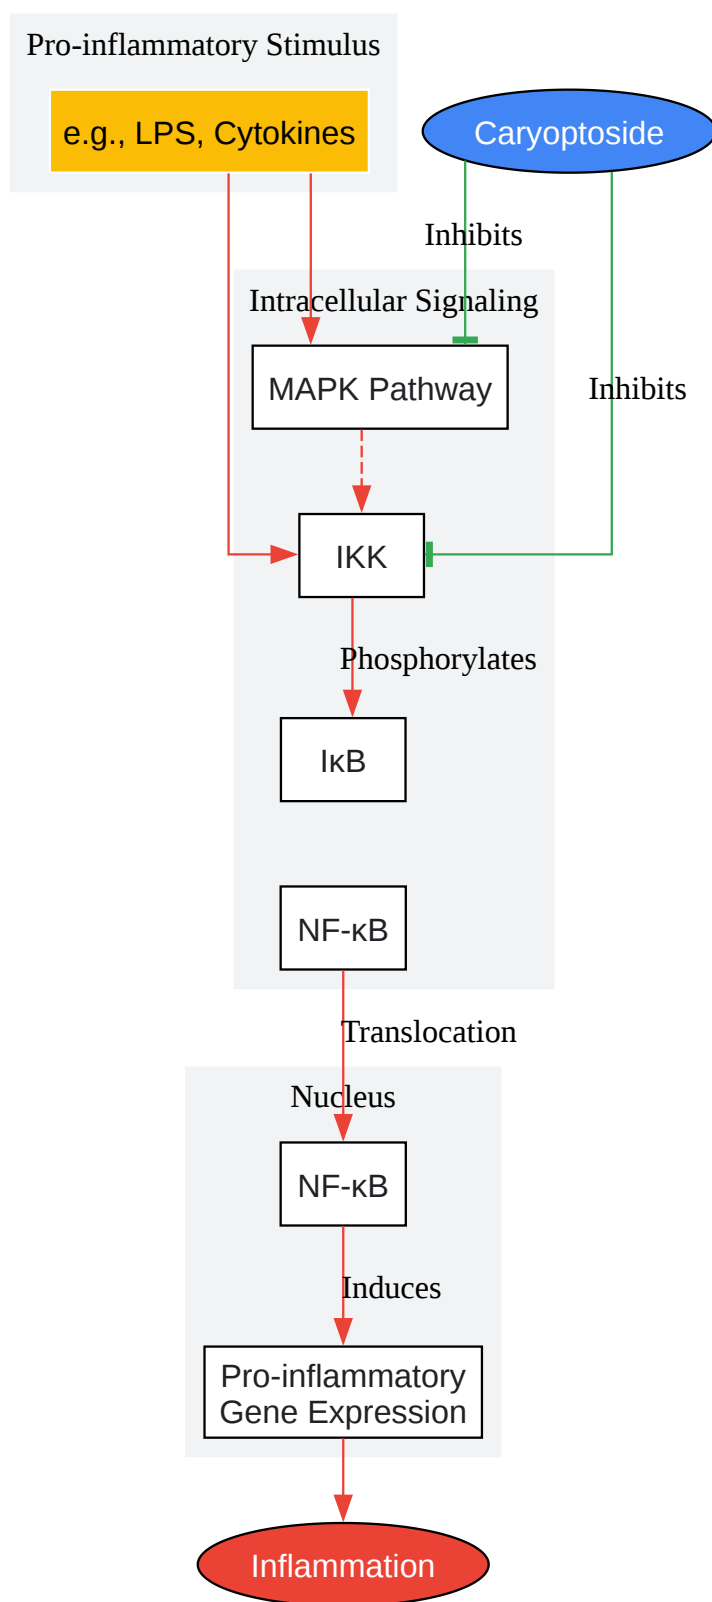 Pro-inflammatory Stimulus
e.g., LPS, Cytokines
Caryoptoside
Inhibits
Intracellular Signaling
MAPK Pathway
Inhibits
IKK
Phosphorylates
IκB
NF-κB
Translocation
Nucleus
NF-κB
Induces
Pro-inflammatory
Gene Expression
Inflammation